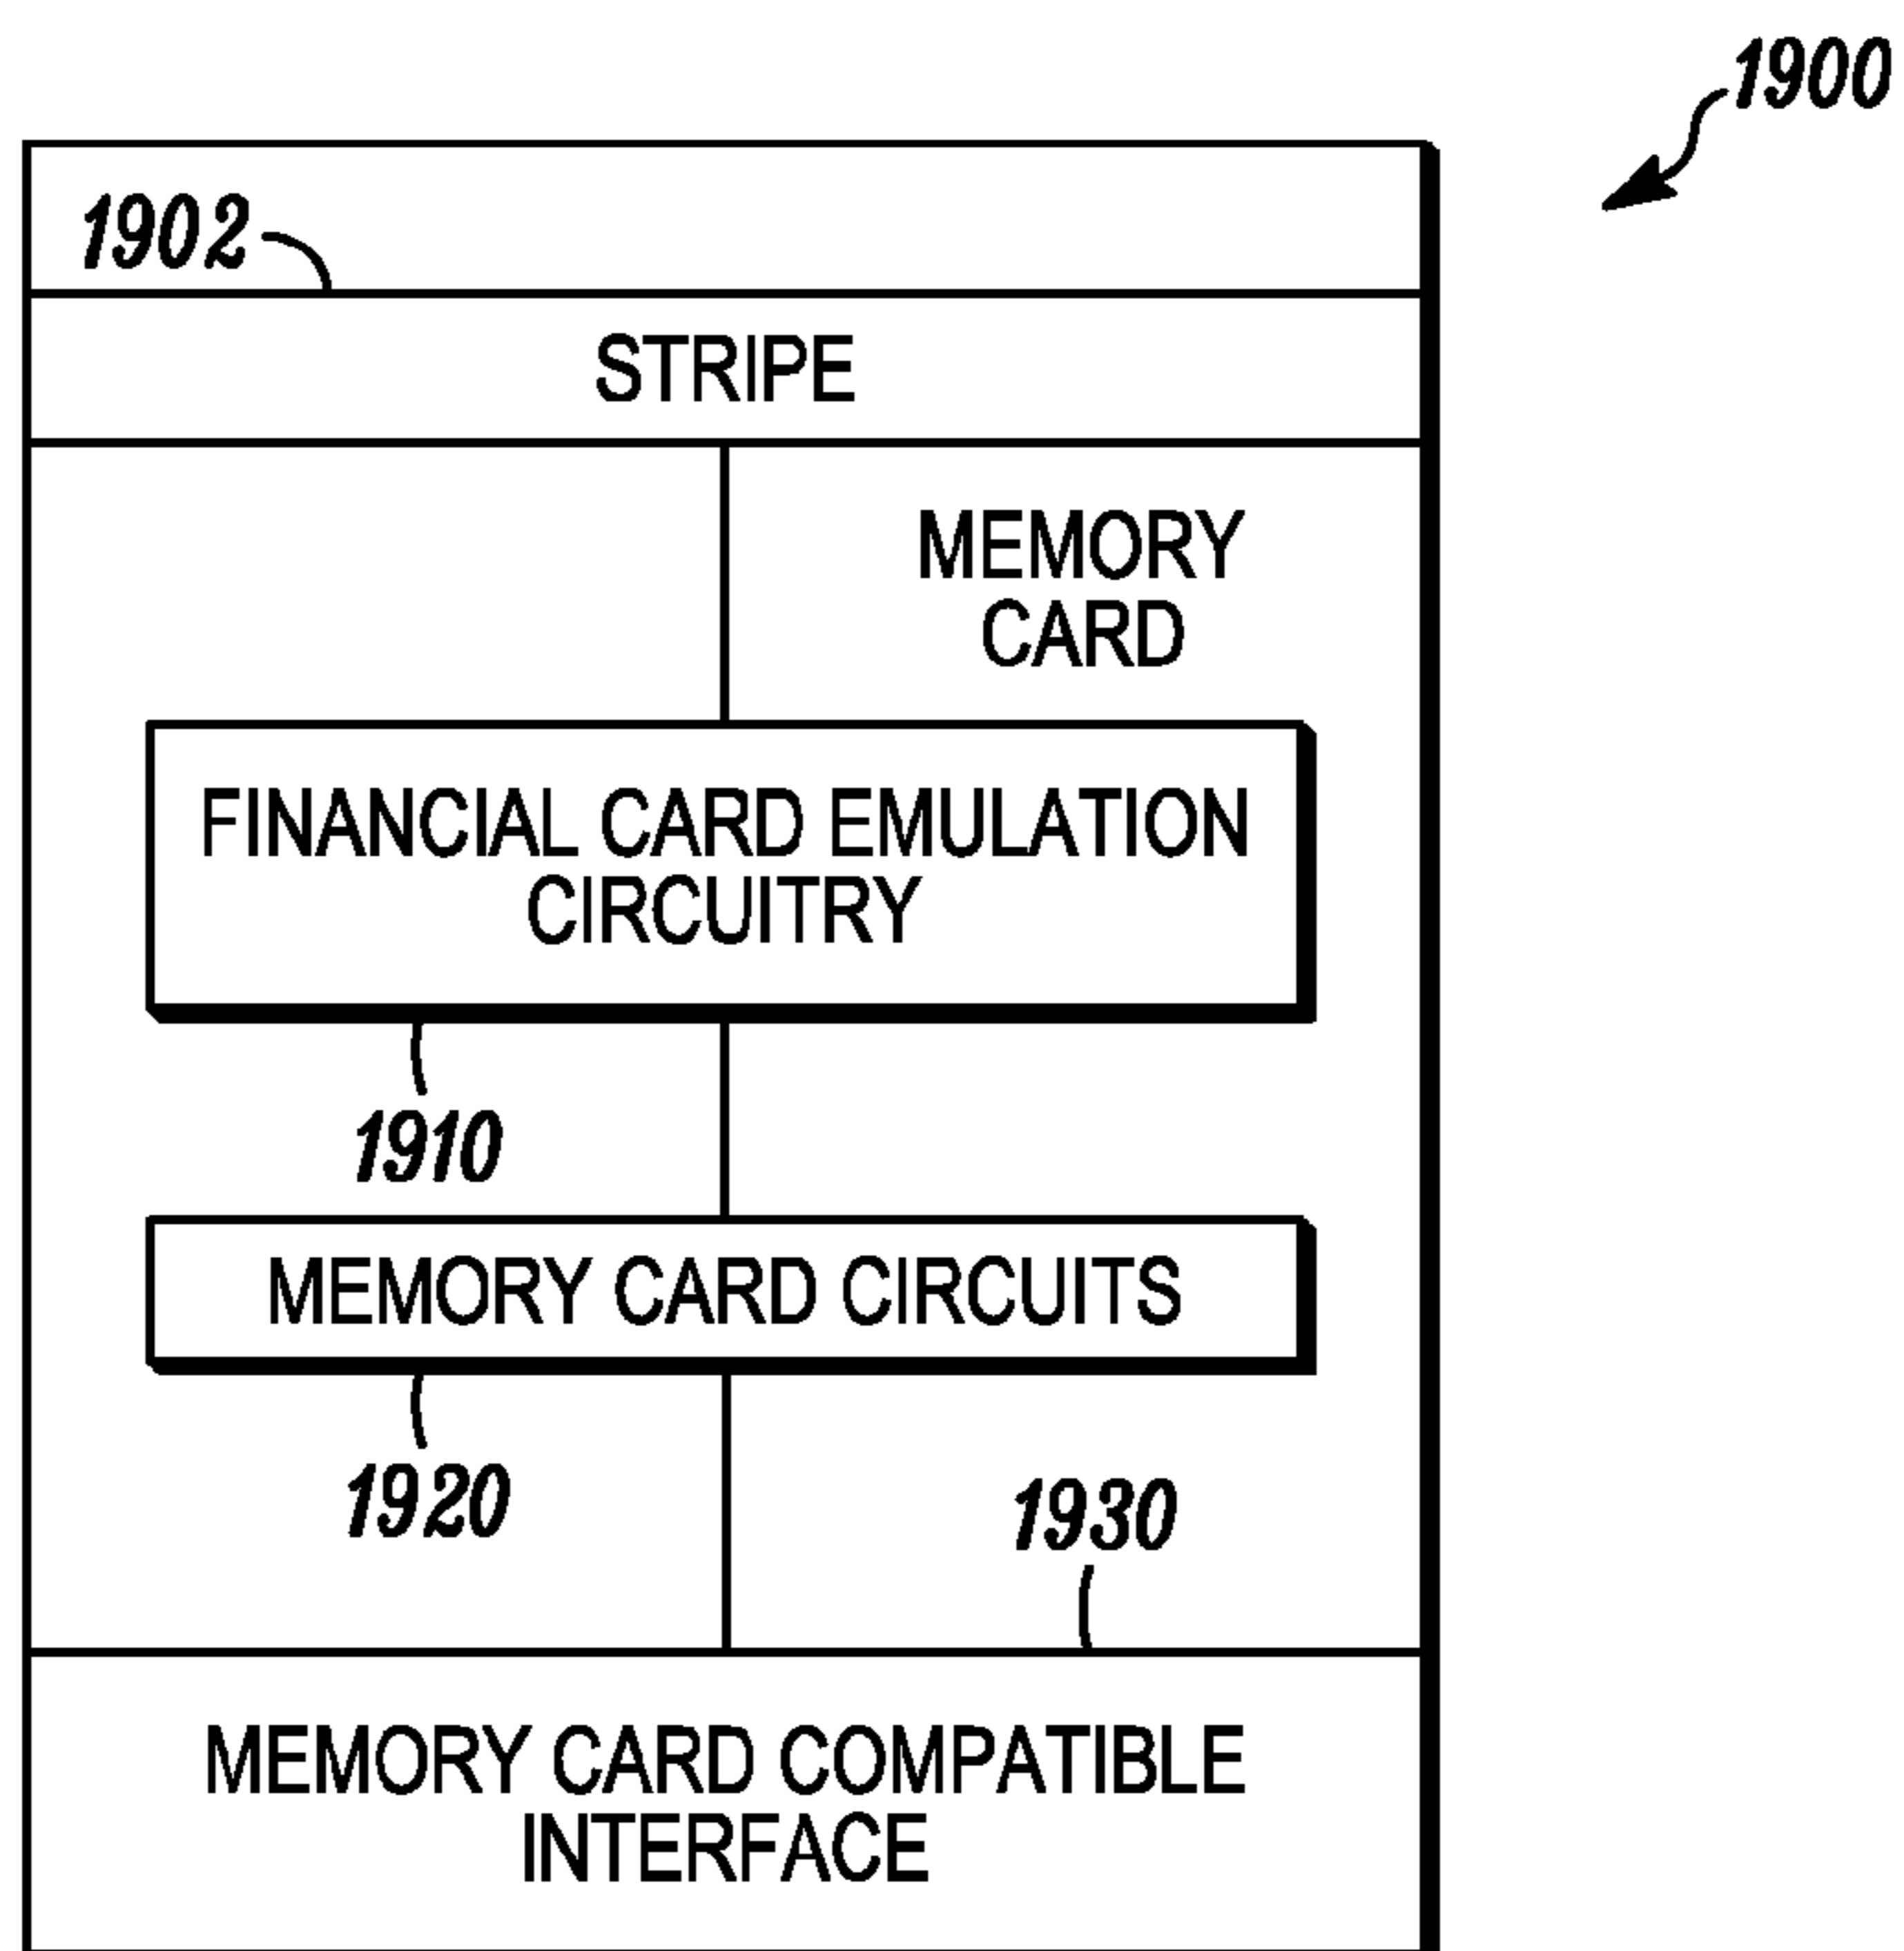 1900
1902
STRIPE
MEMORY
CARD
FINANCIAL CARD EMULATION
CIRCUITRY
1910
MEMORY CARD CIRCUITS
1920
1930
MEMORY CARD COMPATIBLE
INTERFACE